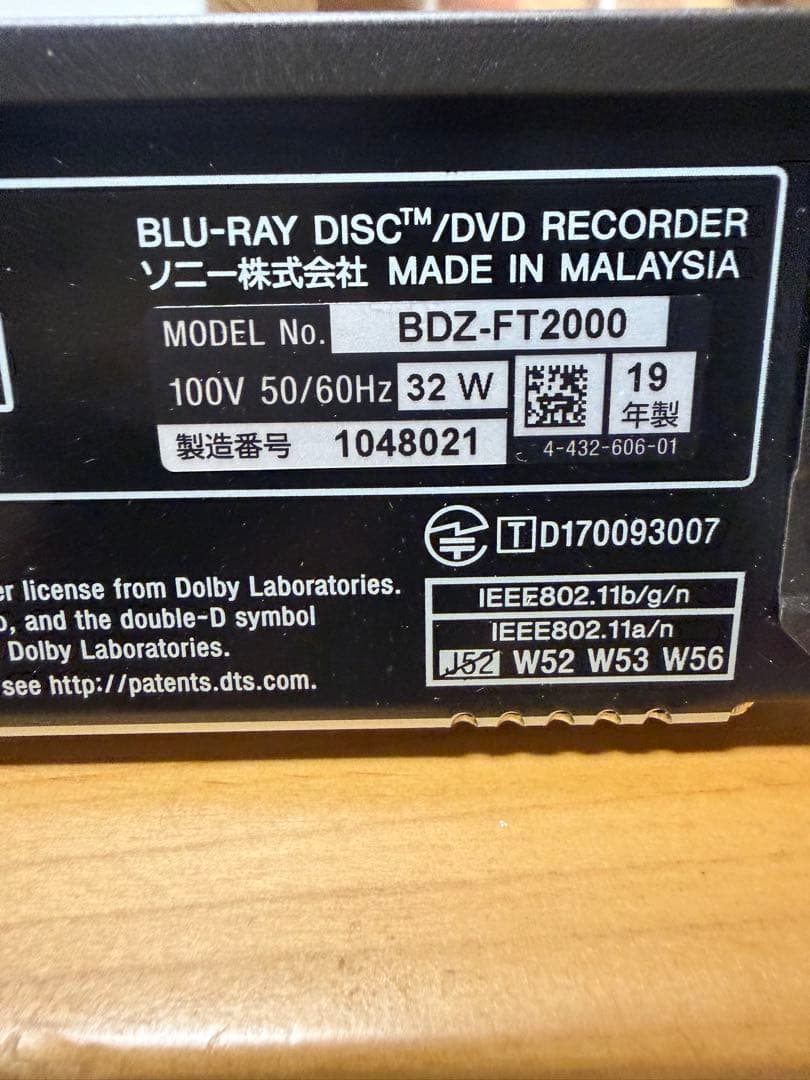 BLU-RAY DISC™/DVD RECORDER
ソニー株式会社 MADE IN MALAYSIA
MODEL No. BDZ-FT2000
100V 50/60Hz 32 W 19年製
製造番号 1048021 4-432-606-01
T D170093007
license from Dolby Laboratories.
and the double-D symbol
Dolby Laboratories.
see http://patents.dts.com.
IEEE802.11b/g/n
IEEE802.11a/n
J52 W52 W53 W56